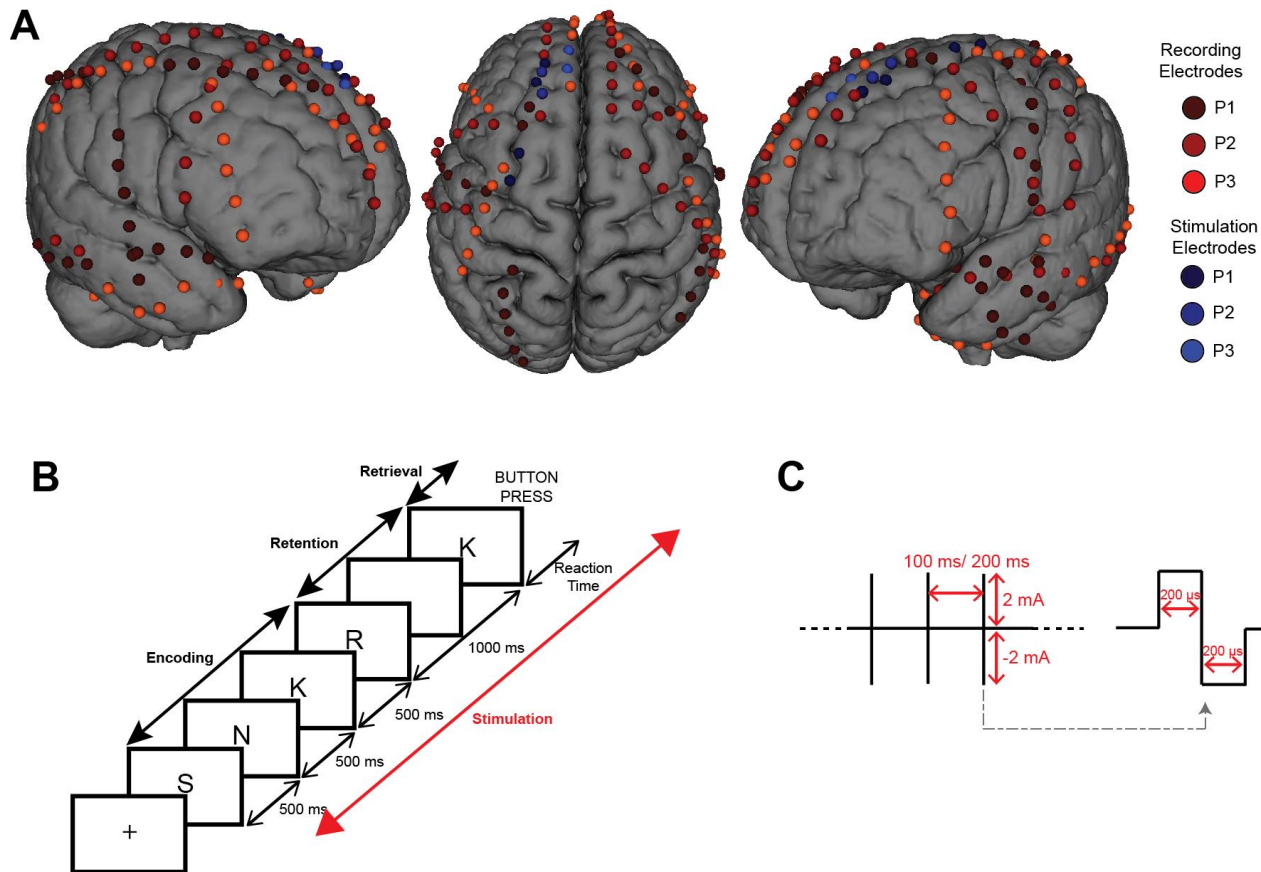 A
Recording
Electrodes
P1
P2
P3
Stimulation
Electrodes
P1
P2
P3
B
Retrieval
BUTTON
PRESS
K
Retention
Reaction
Time
R
1000 ms
Encoding
K
500 ms
Stimulation
N
500 ms
S
500 ms
+
C
100 ms/ 200 ms
2 mA
-2 mA
200 µs
200 µs